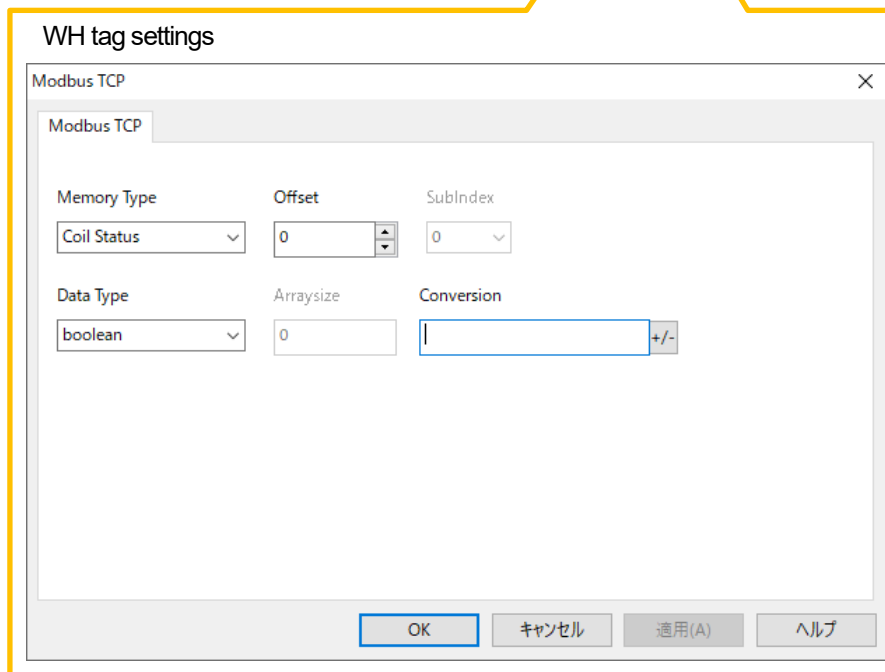 WH tag settings
Modbus TCP
Modbus TCP
Memory Type Offset SubIndex
Coil Status 0 0
Data Type Arraysize Conversion
boolean 0 +/-
OK キャンセル 適用(A) ヘルプ